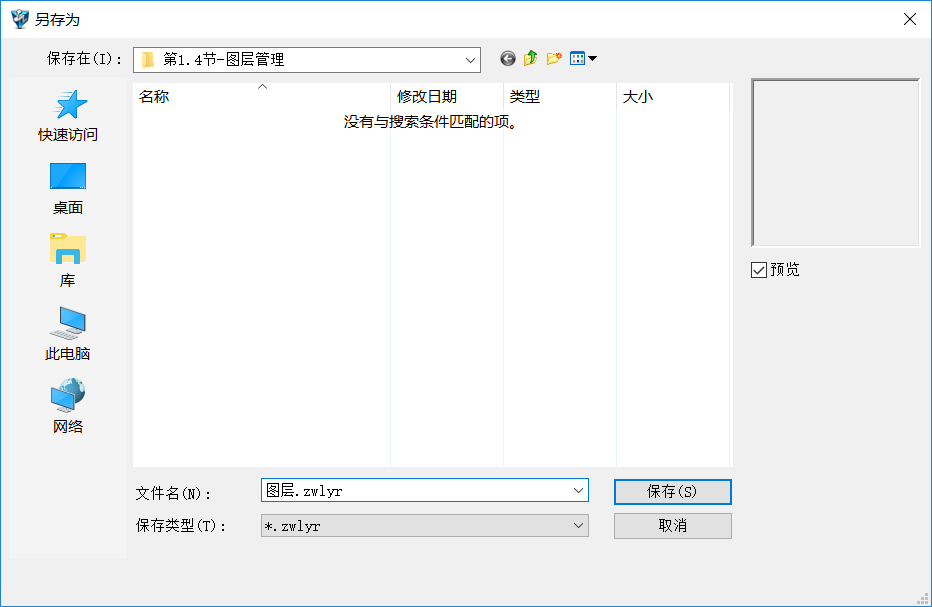 另存为
保存在(I):
第1.4节-图层管理
名称
修改日期
类型
大小
没有与搜索条件匹配的项。
快速访问
桌面
库
此电脑
网络
预览
文件名(N):
图层.zwlyr
保存(S)
保存类型(T):
*.zwlyr
取消